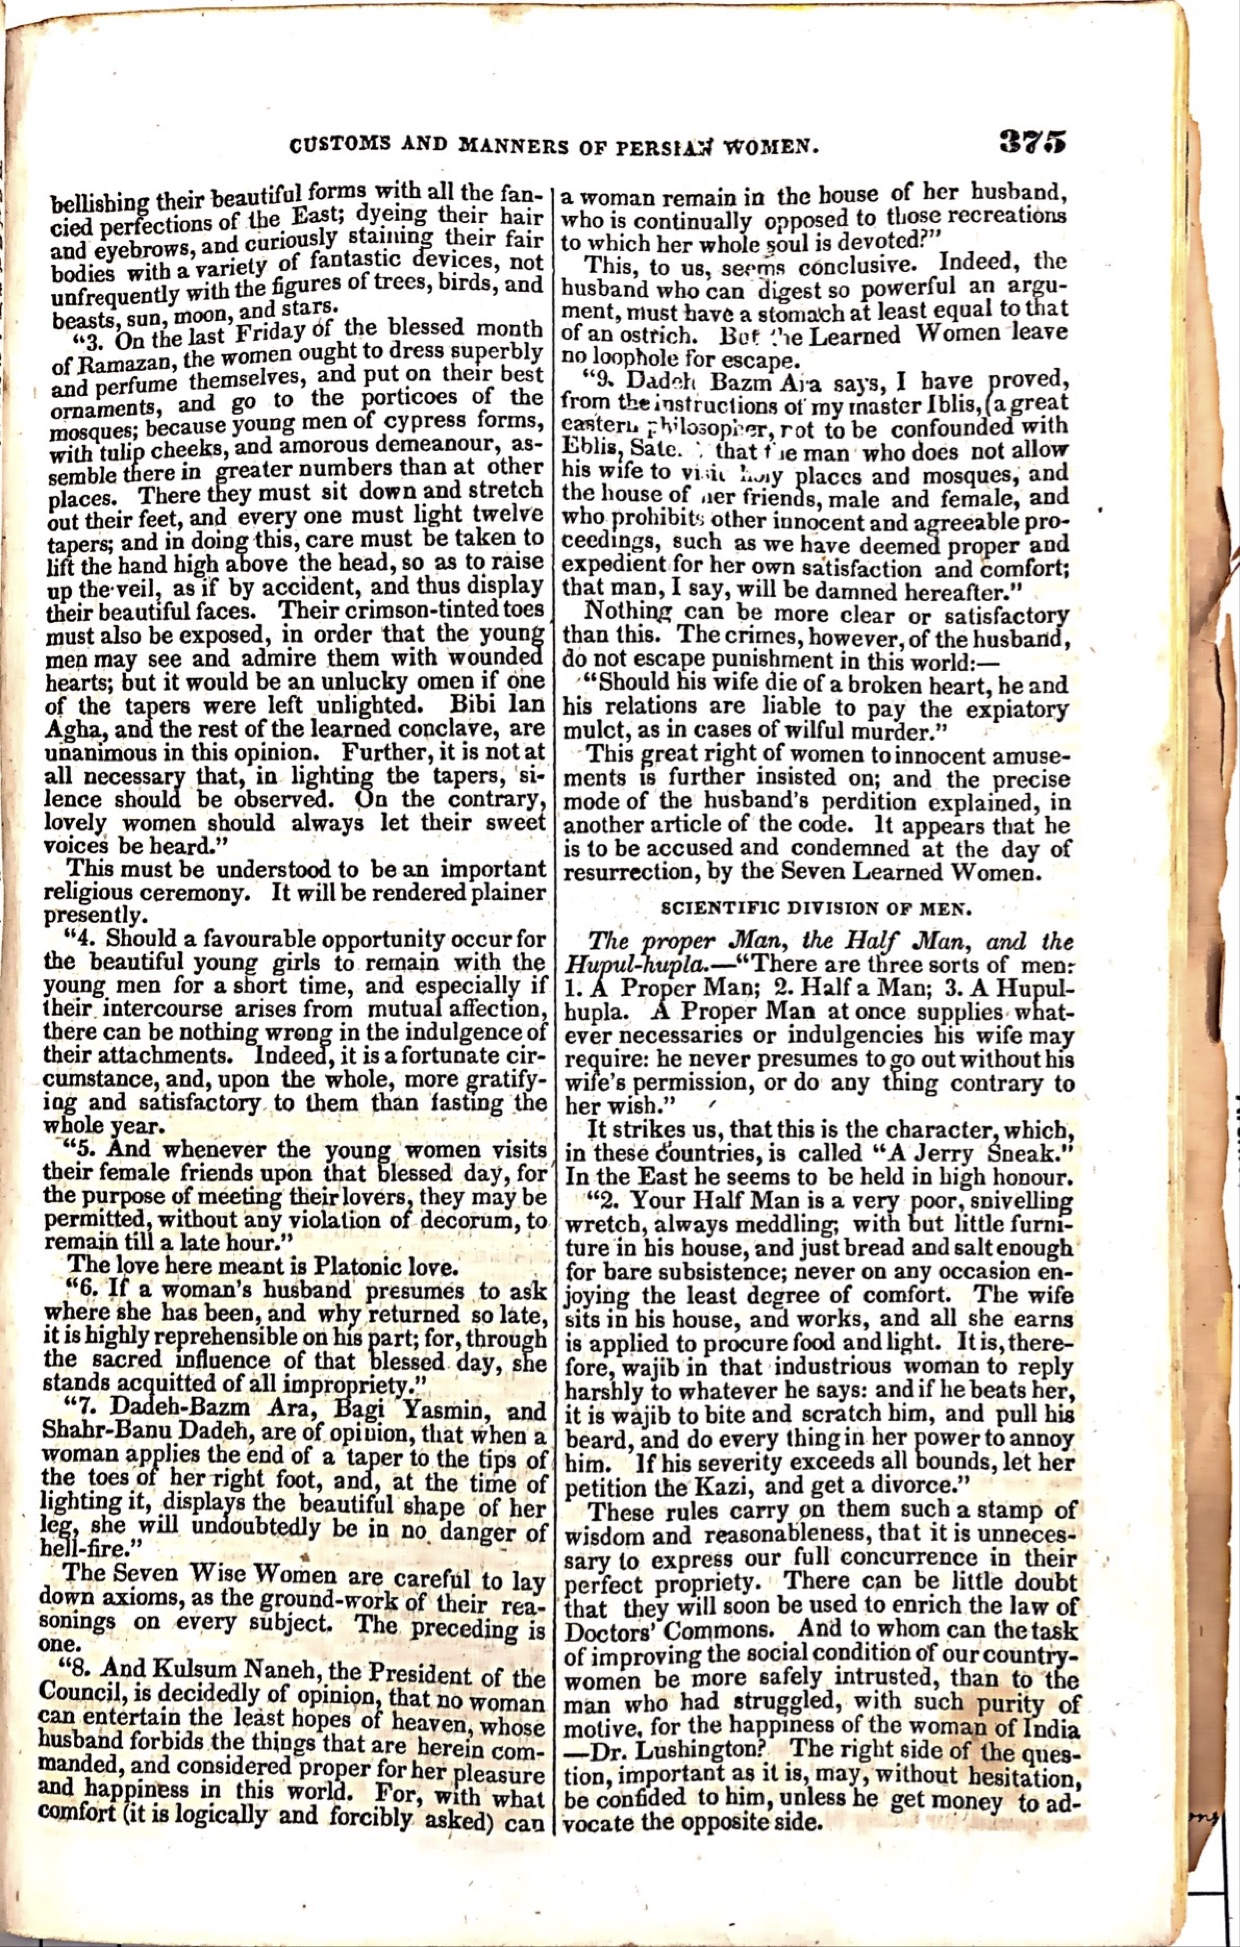 CUSTOMS AND MANNERS OF PERSIAN WOMEN. 375
bellishing their beautiful forms with all the fan-
cied perfections of the East; dyeing their hair
and eyebrows, and curiously staining their fair
bodies with a variety of fantastic devices, not
unfrequently with the figures of trees, birds, and
beasts, sun, moon, and stars.
"3. On the last Friday of the blessed month
of Ramazan, the women ought to dress superbly
and perfume themselves, and put on their best
ornaments, and go to the porticoes of the
mosques; because young men of cypress forms,
with tulip cheeks, and amorous demeanour, as-
semble there in greater numbers than at other
places. There they must sit down and stretch
out their feet, and every one must light twelve
tapers; and in doing this, care must be taken to
lift the hand high above the head, so as to raise
up the veil, as if by accident, and thus display
their beautiful faces. Their crimson-tinted toes
must also be exposed, in order that the young
men may see and admire them with wounded
hearts; but it would be an unlucky omen if one
of the tapers were left unlighted. Bibi Ian
Agha, and the rest of the learned conclave, are
unanimous in this opinion. Further, it is not at
all necessary that, in lighting the tapers, si-
lence should be observed. On the contrary,
lovely women should always let their sweet
voices be heard."
This must be understood to be an important
religious ceremony. It will be rendered plainer
presently.
"4. Should a favourable opportunity occur for
the beautiful young girls to remain with the
young men for a short time, and especially if
their intercourse arises from mutual affection,
there can be nothing wrong in the indulgence of
their attachments. Indeed, it is a fortunate cir-
cumstance, and, upon the whole, more gratify-
ing and satisfactory to them than fasting the
whole year.
"5. And whenever the young women visits
their female friends upon that blessed day, for
the purpose of meeting their lovers, they may be
permitted, without any violation of decorum, to
remain till a late hour."
The love here meant is Platonic love.
"6. If a woman's husband presumes to ask
where she has been, and why returned so late,
it is highly reprehensible on his part; for, through
the sacred influence of that blessed day, she
stands acquitted of all impropriety."
"7. Dadeh-Bazm Ara, Bagi Yasmin, and
Shahr-Banu Dadeh, are of opinion, that when a
woman applies the end of a taper to the tips of
the toes of her right foot, and, at the time of
lighting it, displays the beautiful shape of her
leg, she will undoubtedly be in no danger of
hell-fire."
The Seven Wise Women are careful to lay
down axioms, as the ground-work of their rea-
sonings on every subject. The preceding is
one.
"8. And Kulsum Naneh, the President of the
Council, is decidedly of opinion, that no woman
can entertain the least hopes of heaven, whose
husband forbids the things that are herein com-
manded, and considered proper for her pleasure
and happiness in this world. For, with what
comfort (it is logically and forcibly asked) can
a woman remain in the house of her husband,
who is continually opposed to those recreations
to which her whole soul is devoted?"
This, to us, seems conclusive. Indeed, the
husband who can digest so powerful an argu-
ment, must have a stomach at least equal to that
of an ostrich. But the Learned Women leave
no loophole for escape.
"9. Dadeh Bazm Ara says, I have proved,
from the instructions of my master Iblis, (a great
eastern philosopher, not to be confounded with
Eblis, that the man who does not allow
his wife to visit holy places and mosques, and
the house of her friends, male and female, and
who prohibits other innocent and agreeable pro-
ceedings, such as we have deemed proper and
expedient for her own satisfaction and comfort;
that man, I say, will be damned hereafter."
Nothing can be more clear or satisfactory
than this. The crimes, however, of the husband,
do not escape punishment in this world:—
"Should his wife die of a broken heart, he and
his relations are liable to pay the expiatory
mulct, as in cases of wilful murder."
This great right of women to innocent amuse-
ments is further insisted on; and the precise
mode of the husband's perdition explained, in
another article of the code. It appears that he
is to be accused and condemned at the day of
resurrection, by the Seven Learned Women.
SCIENTIFIC DIVISION OF MEN.
The proper Man, the Half Man, and the
Hupul-hupla.—"There are three sorts of men:
1. A Proper Man; 2. Half a Man; 3. A Hupul-
hupla. A Proper Man at once supplies what-
ever necessaries or indulgencies his wife may
require: he never presumes to go out without his
wife's permission, or do any thing contrary to
her wish."
It strikes us, that this is the character, which,
in these countries, is called "A Jerry Sneak."
In the East he seems to be held in high honour.
"2. Your Half Man is a very poor, snivelling
wretch, always meddling; with but little furni-
ture in his house, and just bread and salt enough
for bare subsistence; never on any occasion en-
joying the least degree of comfort. The wife
sits in his house, and works, and all she earns
is applied to procure food and light. It is, there-
fore, wajib in that industrious woman to reply
harshly to whatever he says: and if he beats her,
it is wajib to bite and scratch him, and pull his
beard, and do every thing in her power to annoy
him. If his severity exceeds all bounds, let her
petition the Kazi, and get a divorce."
These rules carry on them such a stamp of
wisdom and reasonableness, that it is unneces-
sary to express our full concurrence in their
perfect propriety. There can be little doubt
that they will soon be used to enrich the law of
Doctors' Commons. And to whom can the task
of improving the social condition of our country-
women be more safely intrusted, than to the
man who had struggled, with such purity of
motive, for the happiness of the woman of India
—Dr. Lushington? The right side of the ques-
tion, important as it is, may, without hesitation,
be confided to him, unless he get money to ad-
vocate the opposite side.